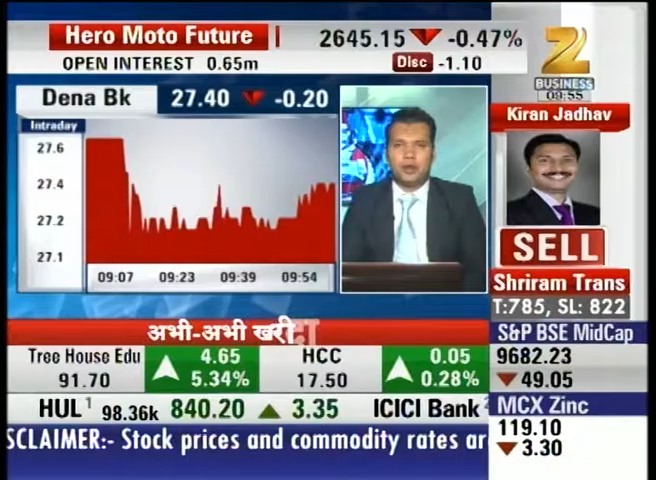 Hero Moto Future
2645.15 -0.47%
OPEN INTEREST 0.65m
Disc -1.10
Z
BUSINESS
09:55
Dena Bk
27.40 -0.20
Intraday
27.6
27.4
27.2
27.1
09:07 09:23 09:39 09:54
Kiran Jadhav
SELL
Shriram Trans
T:785, SL: 822
अभी-अभी खरी
Tree House Edu
91.70
4.65
5.34%
HCC
17.50
0.05
0.28%
S&P BSE MidCap
9682.23
49.05
HUL 1 98.36k 840.20 3.35 ICICI Bank
MCX Zinc
119.10
3.30
SCLAIMER:- Stock prices and commodity rates ar